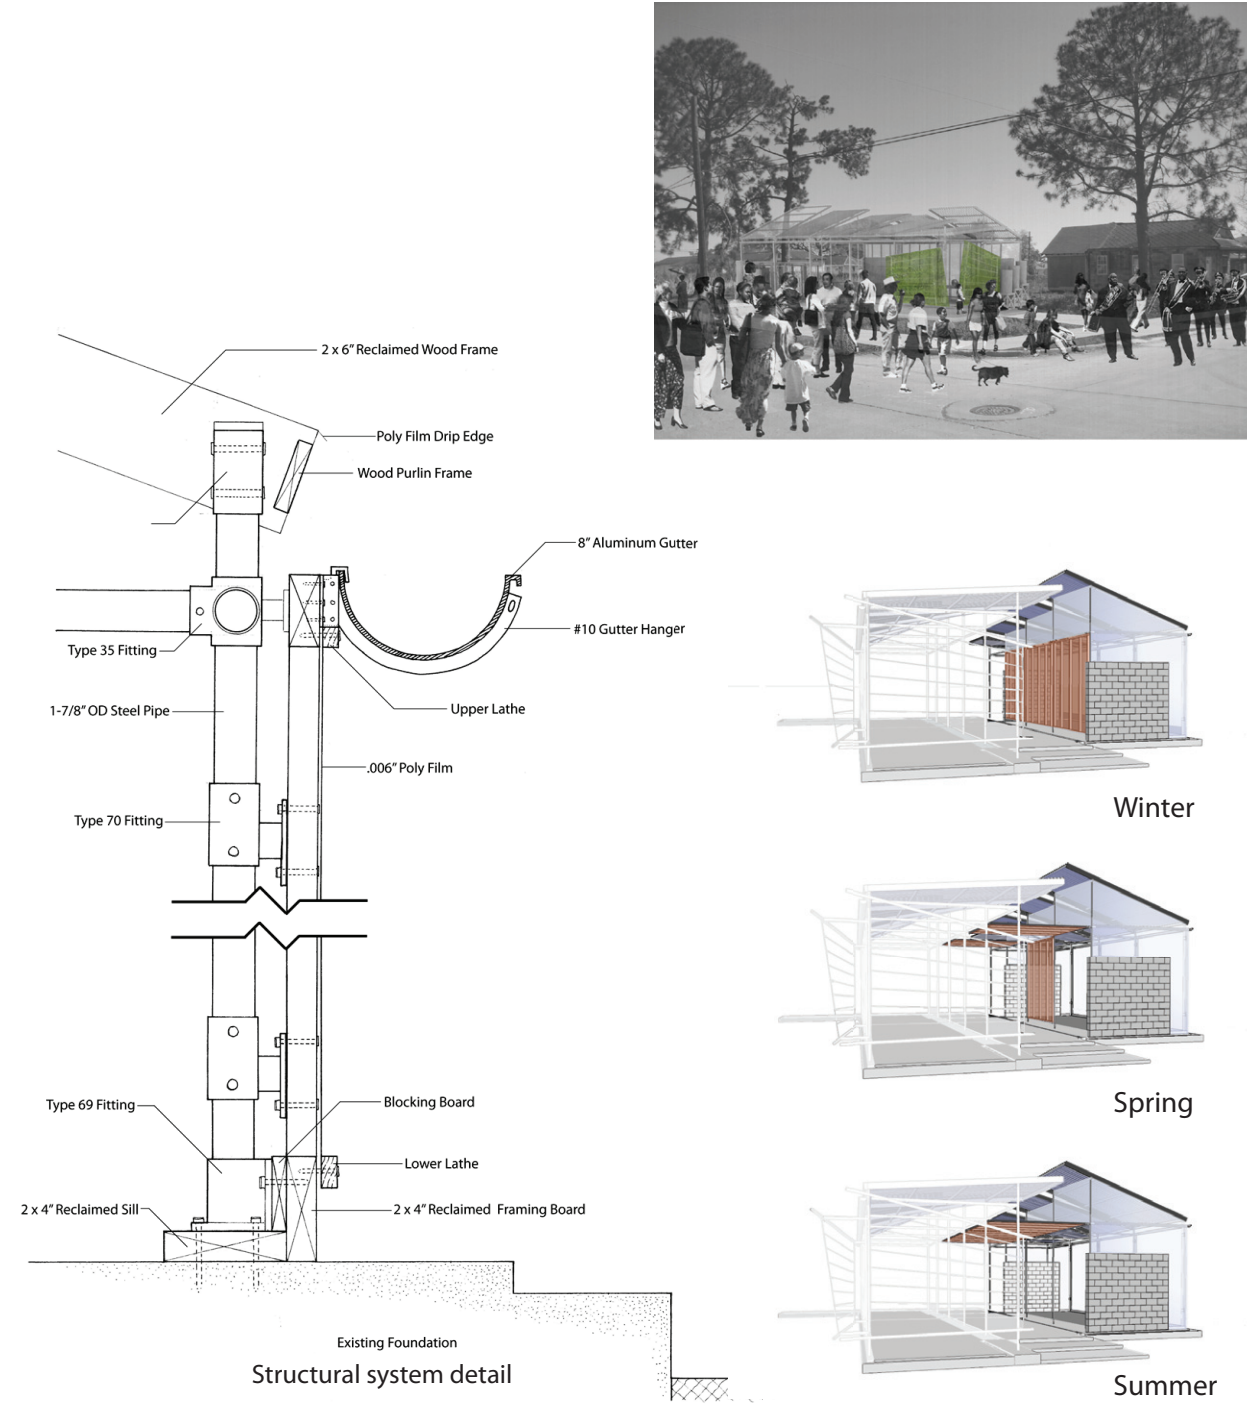 2 x 6” Reclaimed Wood Frame
Poly Film Drip Edge
Wood Purlin Frame
8” Aluminum Gutter
#10 Gutter Hanger
Type 35 Fitting
Upper Lathe
1-7/8” OD Steel Pipe
.006” Poly Film
Type 70 Fitting
Type 69 Fitting
Blocking Board
Lower Lathe
2 x 4” Reclaimed Sill
2 x 4” Reclaimed Framing Board
Existing Foundation
Structural system detail
Winter
Spring
Summer